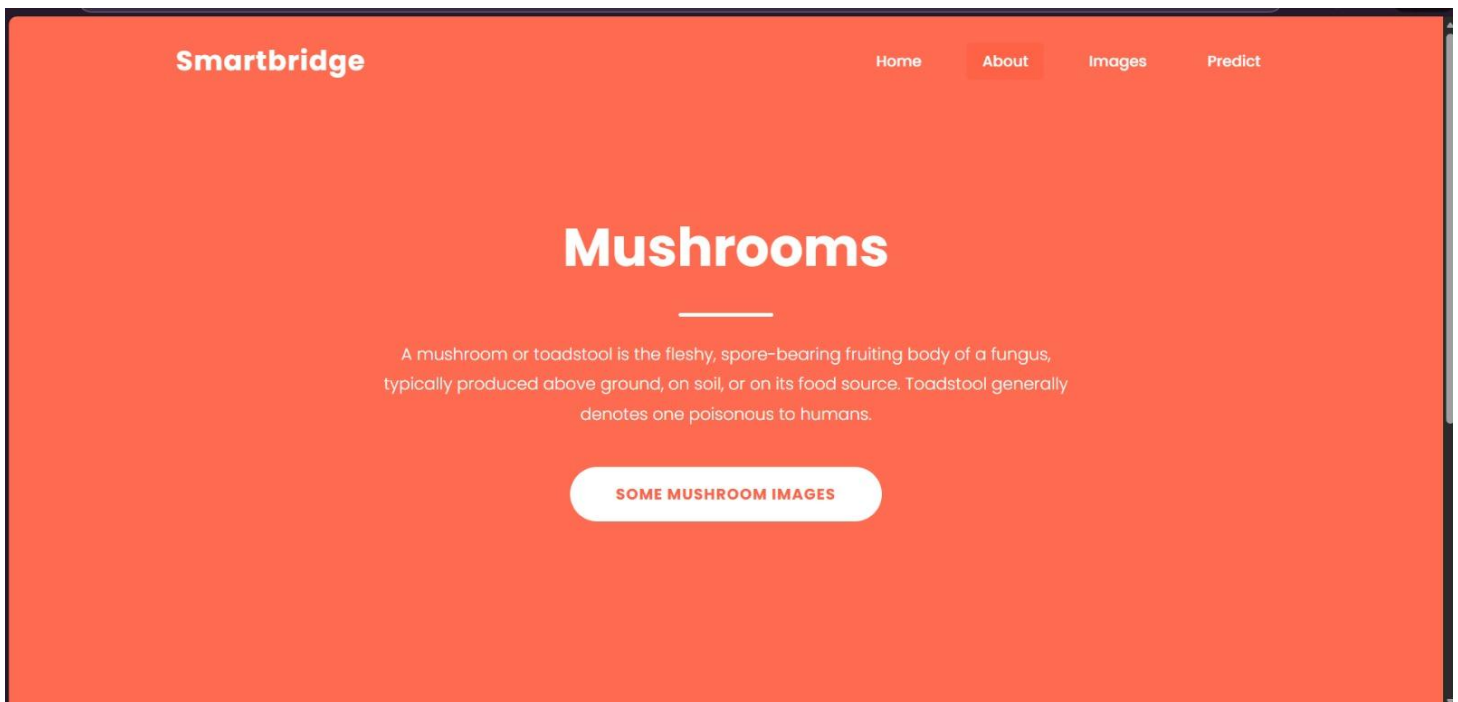 Smartbridge
Home About Images Predict
Mushrooms
A mushroom or toadstool is the fleshy, spore-bearing fruiting body of a fungus,
typically produced above ground, on soil, or on its food source. Toadstool generally
denotes one poisonous to humans.
SOME MUSHROOM IMAGES